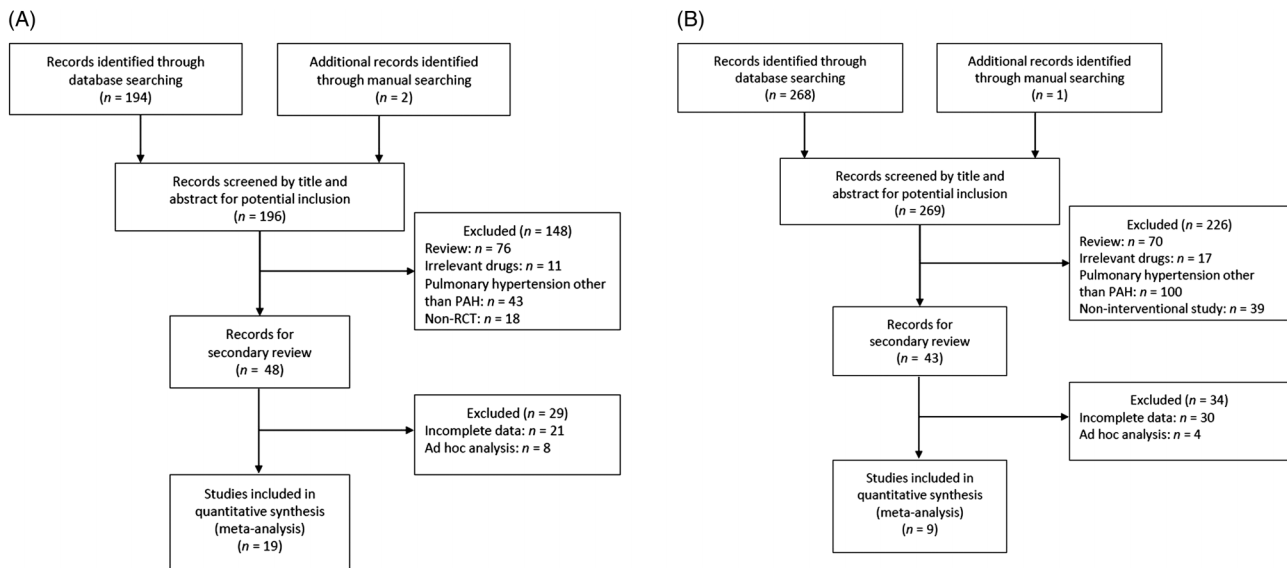 (A)
Records identified through
database searching
(n = 194)
Additional records identified
through manual searching
(n = 2)
Records screened by title and
abstract for potential inclusion
(n = 196)
Excluded (n = 148)
Review: n = 76
Irrelevant drugs: n = 11
Pulmonary hypertension other
than PAH: n = 43
Non-RCT: n = 18
Records for
secondary review
(n = 48)
Excluded (n = 29)
Incomplete data: n = 21
Ad hoc analysis: n = 8
Studies included in
quantitative synthesis
(meta-analysis)
(n = 19)
(B)
Records identified through
database searching
(n = 268)
Additional records identified
through manual searching
(n = 1)
Records screened by title and
abstract for potential inclusion
(n = 269)
Excluded (n = 226)
Review: n = 70
Irrelevant drugs: n = 17
Pulmonary hypertension other
than PAH: n = 100
Non-interventional study: n = 39
Records for
secondary review
(n = 43)
Excluded (n = 34)
Incomplete data: n = 30
Ad hoc analysis: n = 4
Studies included in
quantitative synthesis
(meta-analysis)
(n = 9)